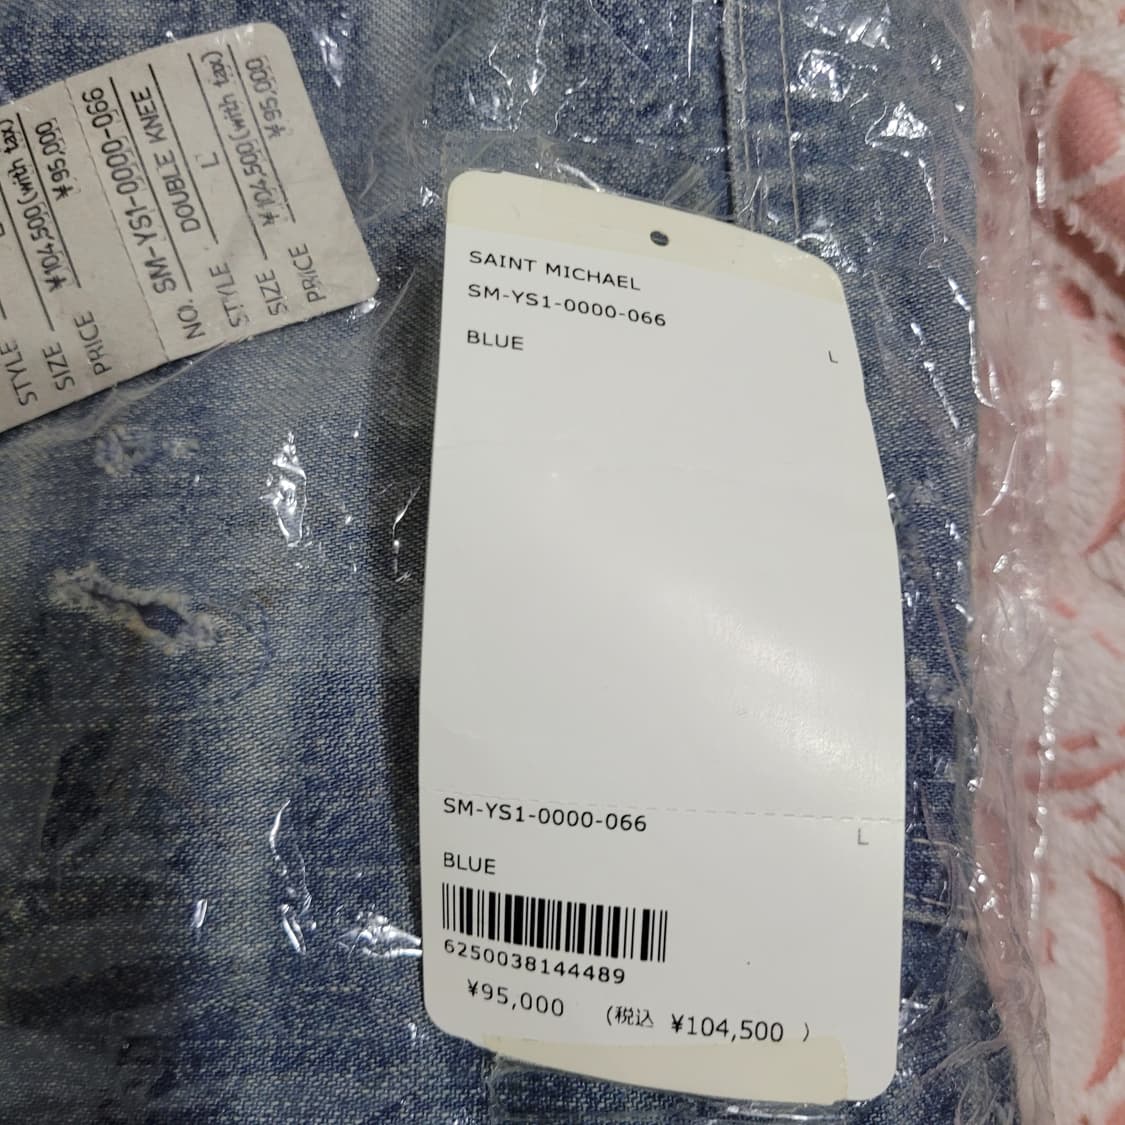 SAINT MICHAEL
SM-YS1-0000-066
BLUE L
SM-YS1-0000-066 L
BLUE
6250038144489
¥95,000 (税込 ¥104,500 )
NO. SM-YS1-0000-066
STYLE DOUBLE KNEE
SIZE L
PRICE ¥104,500(with tax)
¥95,000
STYLE
SIZE
PRICE ¥104,500(with tax)
¥95,000